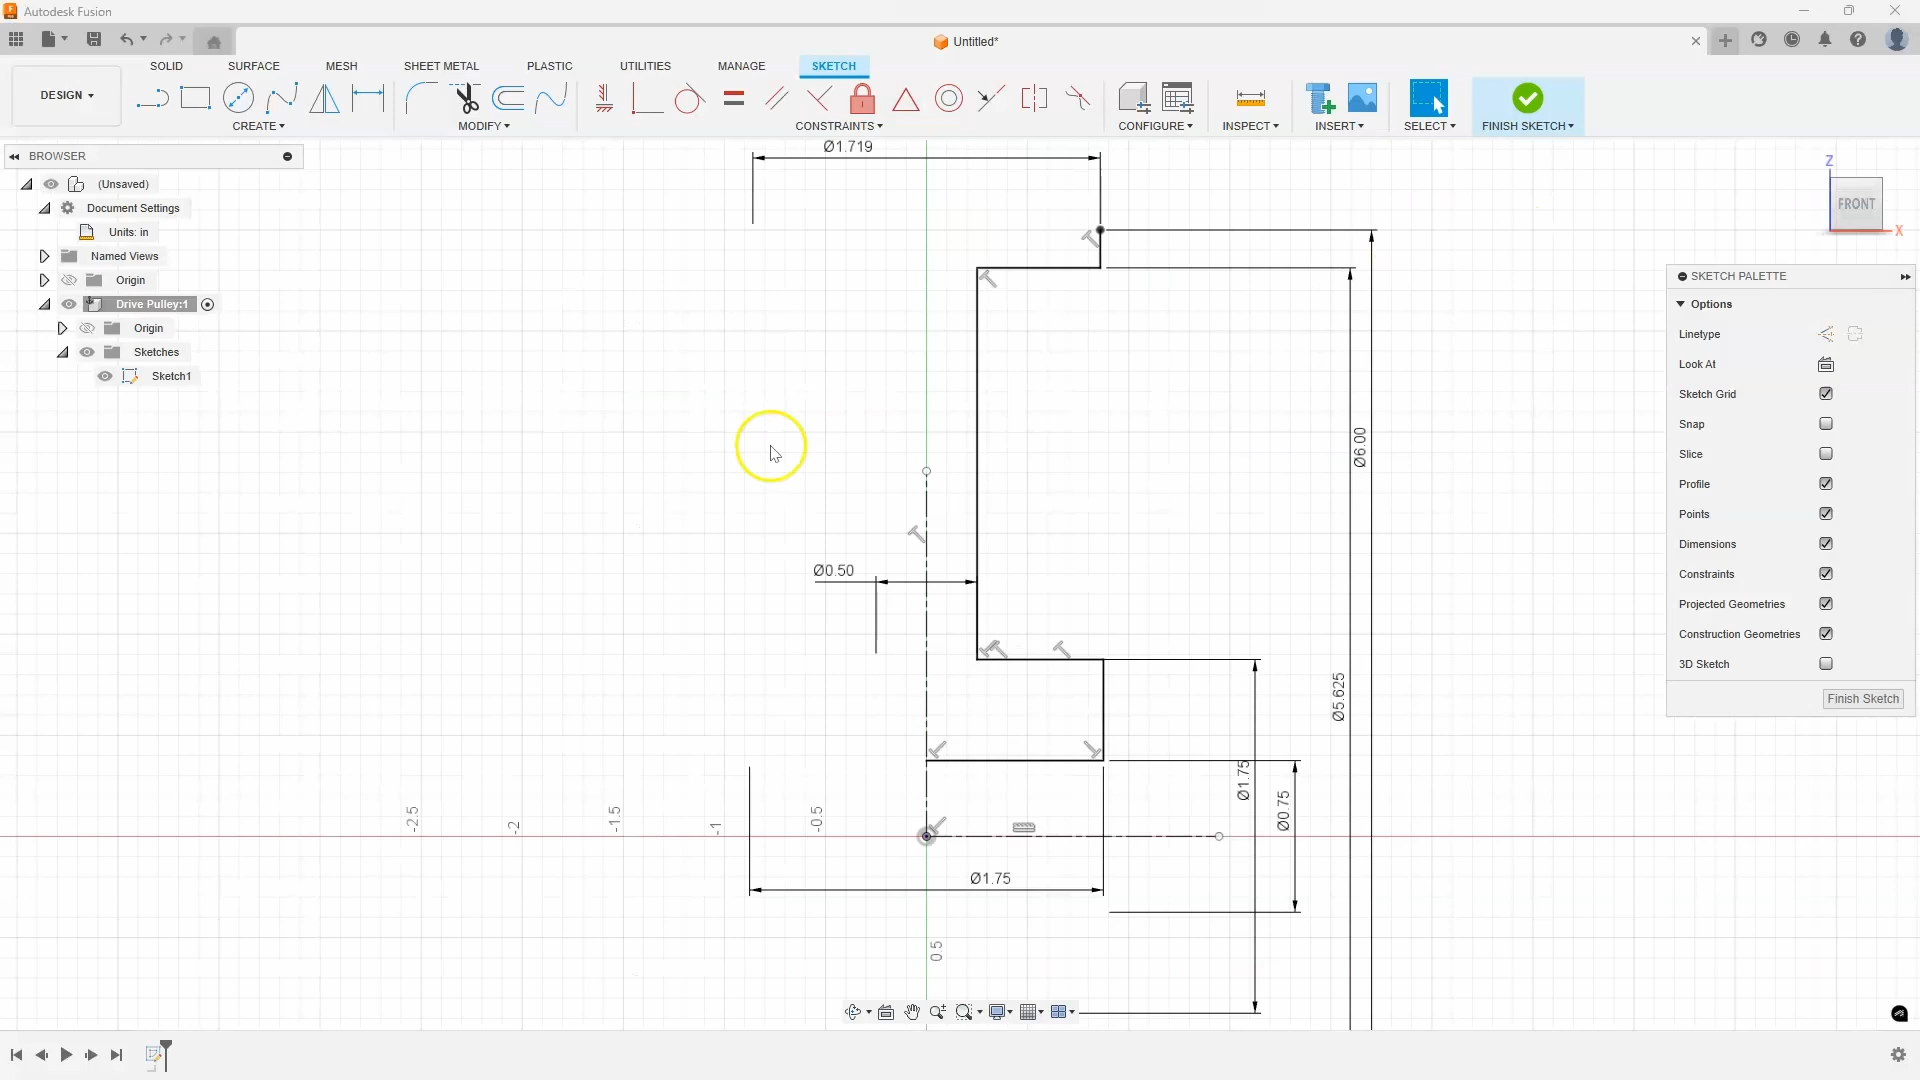 Autodesk Fusion
Untitled*
DESIGN
SOLID
SURFACE
MESH
SHEET METAL
PLASTIC
UTILITIES
MANAGE
SKETCH
CREATE
MODIFY
CONSTRAINTS
CONFIGURE
INSPECT
INSERT
SELECT
FINISH SKETCH
BROWSER
(Unsaved)
Document Settings
Units: in
Named Views
Origin
Drive Pulley:1
Origin
Sketches
Sketch1
Ø1.719
Ø6.00
Ø0.50
Ø5.625
Ø1.75
Ø0.75
-2.5
-2
-1.5
-1
-0.5
Ø1.75
0.5
Z
FRONT
X
SKETCH PALETTE
Options
Linetype
Look At
Sketch Grid
Snap
Slice
Profile
Points
Dimensions
Constraints
Projected Geometries
Construction Geometries
3D Sketch
Finish Sketch